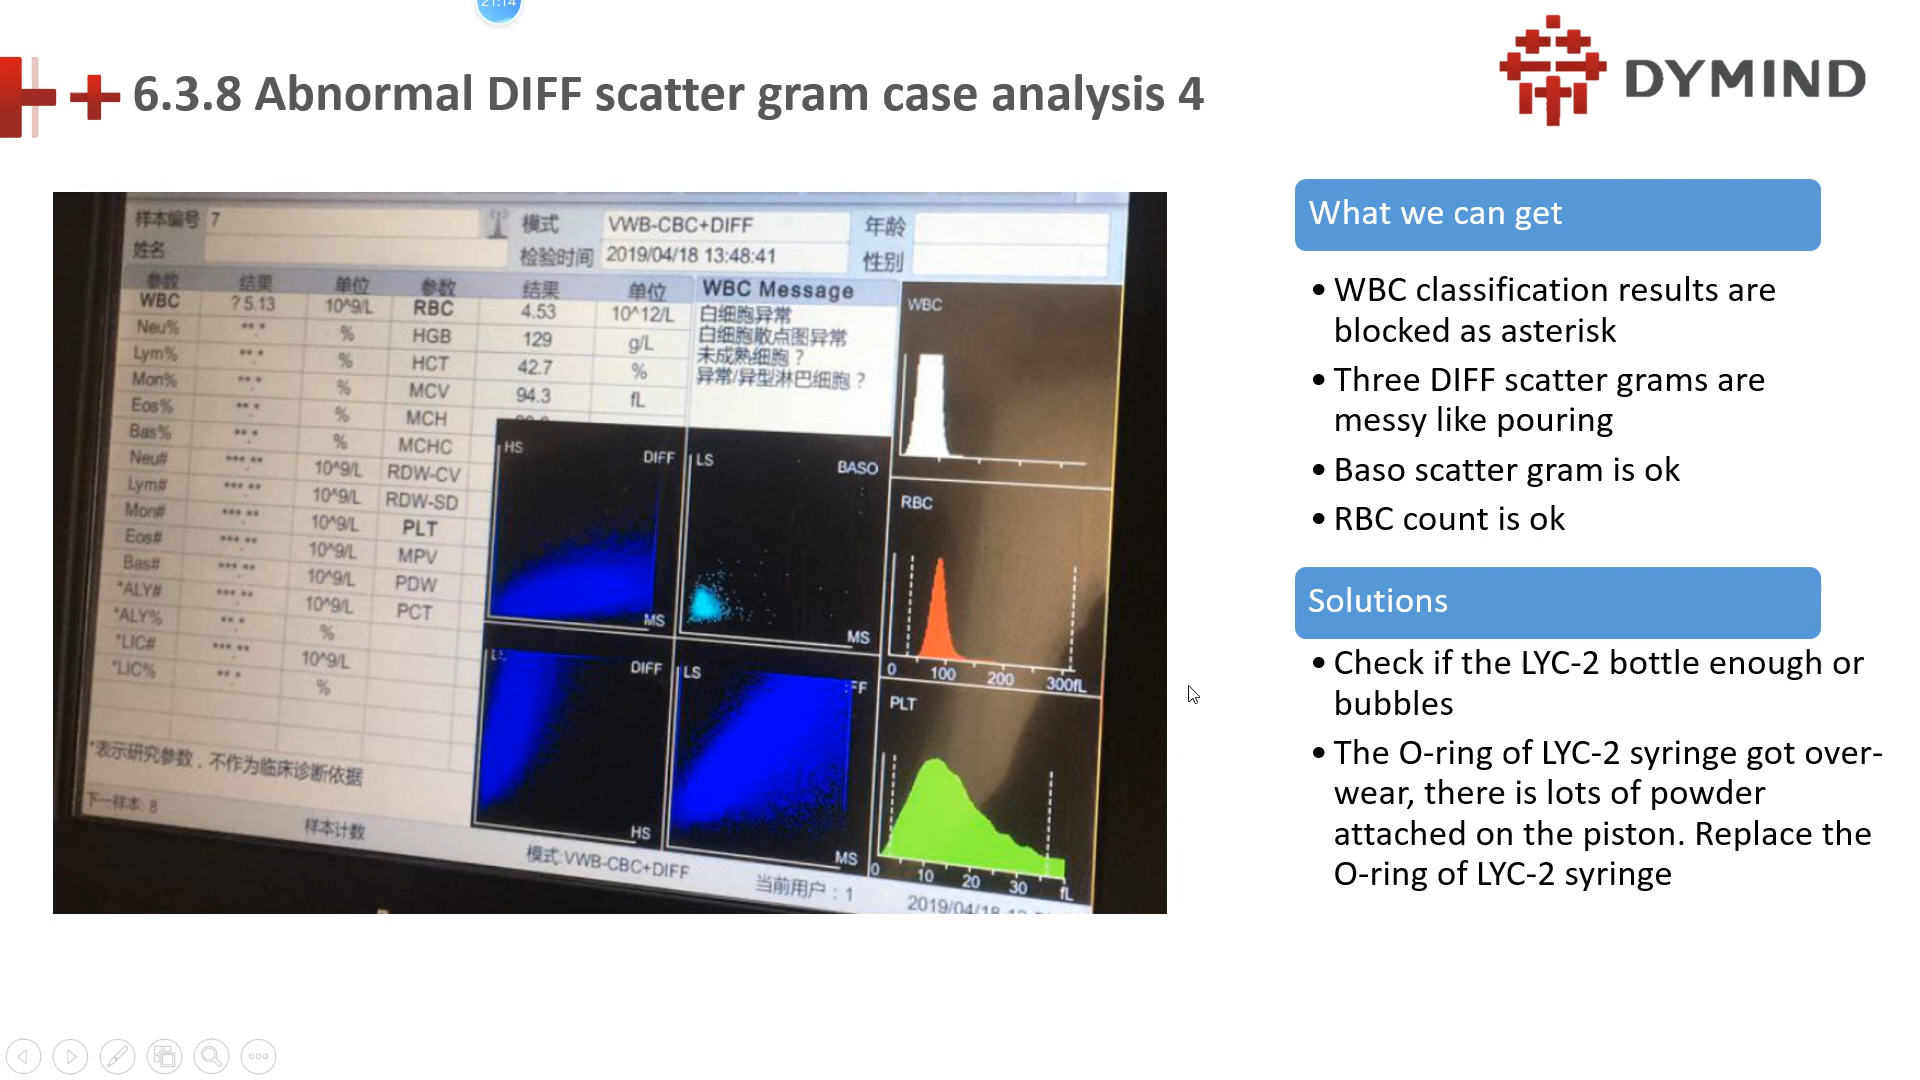 21:14
6.3.8 Abnormal DIFF scatter gram case analysis 4
DYMIND
样本编号 7 模式 VWB-CBC+DIFF 年龄
姓名 检验时间 2019/04/18 13:48:41 性别
参数 结果 单位 参数 结果 单位 WBC Message
WBC ? 5.13 10^9/L RBC 4.53 10^12/L 白细胞异常
Neu% **.* % HGB 129 g/L 白细胞散点图异常
Lym% **.* % HCT 42.7 % 未成熟细胞？
Mon% **.* % MCV 94.3 fL 异常/异型淋巴细胞？
Eos% **.* % MCH
Bas% **.* % MCHC
Neu# ***.** 10^9/L RDW-CV
Lym# ***.** 10^9/L RDW-SD
Mon# ***.** 10^9/L PLT
Eos# ***.** 10^9/L MPV
Bas# ***.** 10^9/L PDW
*ALY# ***.** 10^9/L PCT
*ALY% **.* %
*LIC# ***.** 10^9/L
*LIC% **.* %
*表示研究参数，不作为临床诊断依据
下一样本: 8
样本计数
模式:VWB-CBC+DIFF
当前用户：1
HS DIFF
MS
LS BASO
MS
DIFF
HS
LS
MS
WBC
RBC
0 100 200 300fL
PLT
0 10 20 30 fL
What we can get
• WBC classification results are
blocked as asterisk
• Three DIFF scatter grams are
messy like pouring
• Baso scatter gram is ok
• RBC count is ok
Solutions
• Check if the LYC-2 bottle enough or
bubbles
• The O-ring of LYC-2 syringe got over-
wear, there is lots of powder
attached on the piston. Replace the
O-ring of LYC-2 syringe